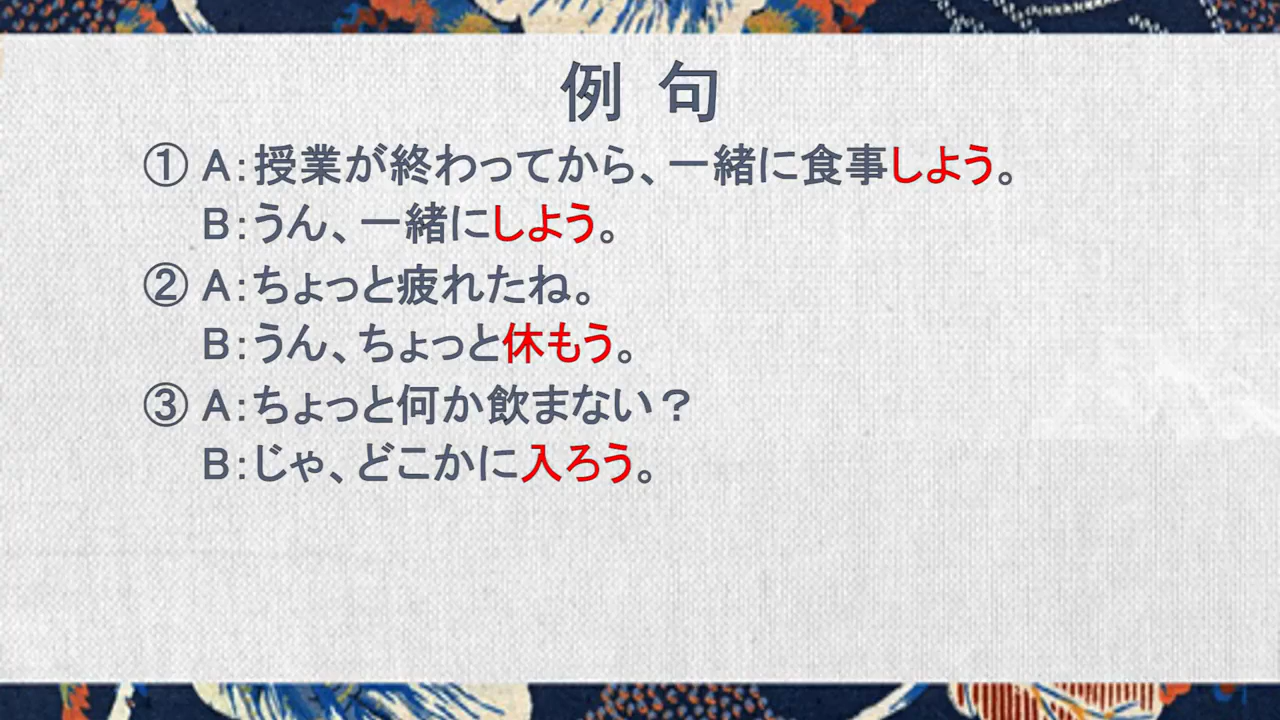 例 句
① A:授業が終わってから、一緒に食事しよう。
B:うん、一緒にしよう。
② A:ちょっと疲れたね。
B:うん、ちょっと休もう。
③ A:ちょっと何か飲まない？
B:じゃ、どこかに入ろう。